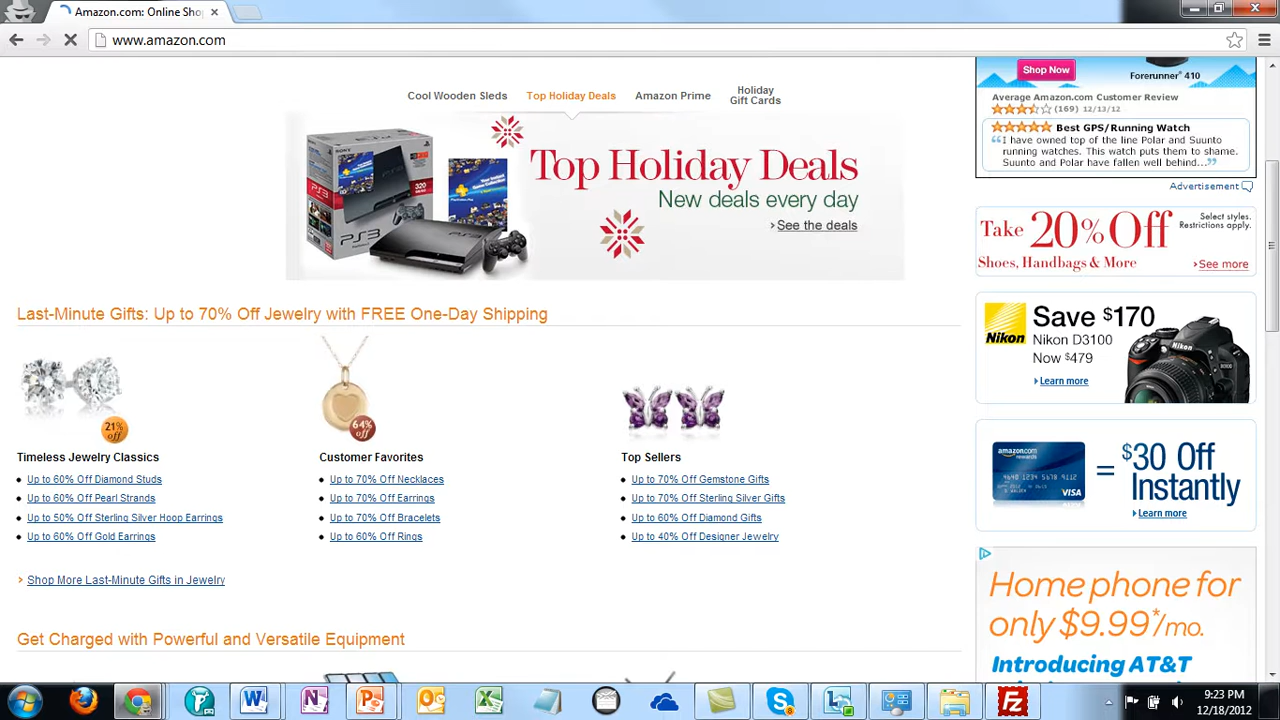 Amazon.com: Online Sho
www.amazon.com
Cool Wooden Sleds
Top Holiday Deals
Amazon Prime
Holiday
Gift Cards
Top Holiday Deals
New deals every day
See the deals
PS3
Last-Minute Gifts: Up to 70% Off Jewelry with FREE One-Day Shipping
21%
off
64%
off
Timeless Jewelry Classics
Up to 60% Off Diamond Studs
Up to 60% Off Pearl Strands
Up to 50% Off Sterling Silver Hoop Earrings
Up to 60% Off Gold Earrings
Customer Favorites
Up to 70% Off Necklaces
Up to 70% Off Earrings
Up to 70% Off Bracelets
Up to 60% Off Rings
Top Sellers
Up to 70% Off Gemstone Gifts
Up to 70% Off Sterling Silver Gifts
Up to 60% Off Diamond Gifts
Up to 40% Off Designer Jewelry
Shop More Last-Minute Gifts in Jewelry
Get Charged with Powerful and Versatile Equipment
Shop Now
Forerunner® 410
Average Amazon.com Customer Review
(169) 12/13/12
Best GPS/Running Watch
“I have owned top of the line Polar and Suunto
running watches. This watch puts them to shame.
Suunto and Polar have fallen well behind...”
Advertisement
Take 20% Off
Select styles.
Restrictions apply.
Shoes, Handbags & More
See more
Nikon
Save $170
Nikon D3100
Now $479
Learn more
Nikon
amazon.com
rewards
VISA
= $30 Off
Instantly
Learn more
Home phone for
only $9.99*/mo.
Introducing AT&T
9:23 PM
12/18/2012